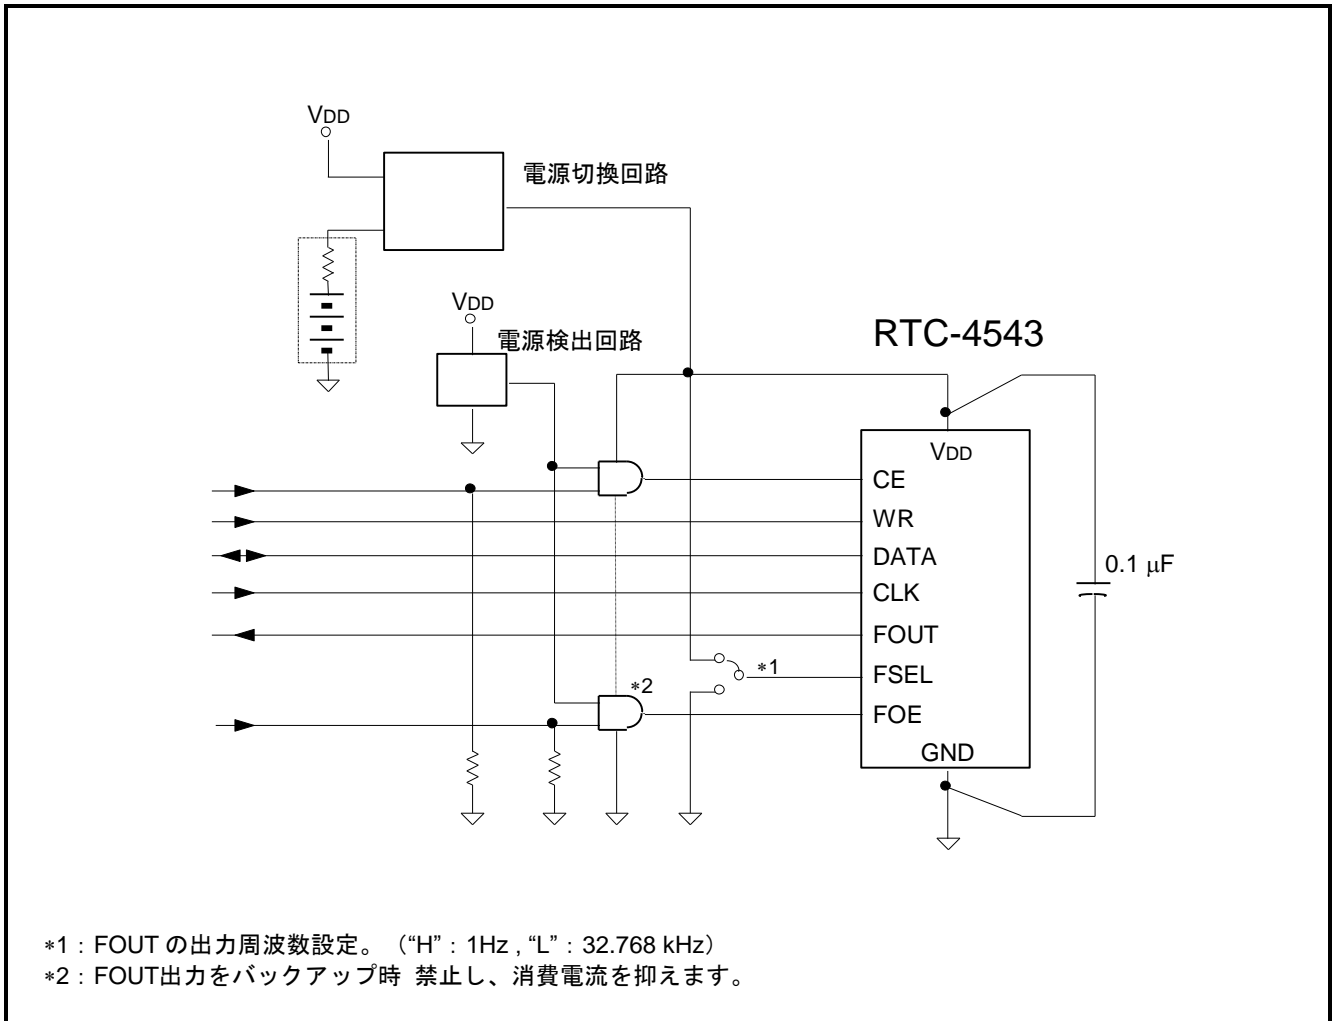 VDD
電源切換回路
VDD
電源検出回路
RTC-4543
VDD
CE
WR
DATA
0.1 μF
CLK
FOUT
*1
FSEL
*2
FOE
GND
*1 : FOUT の出力周波数設定。 （“H” : 1Hz , “L” : 32.768 kHz）
*2 : FOUT出力をバックアップ時 禁止し、消費電流を抑えます。